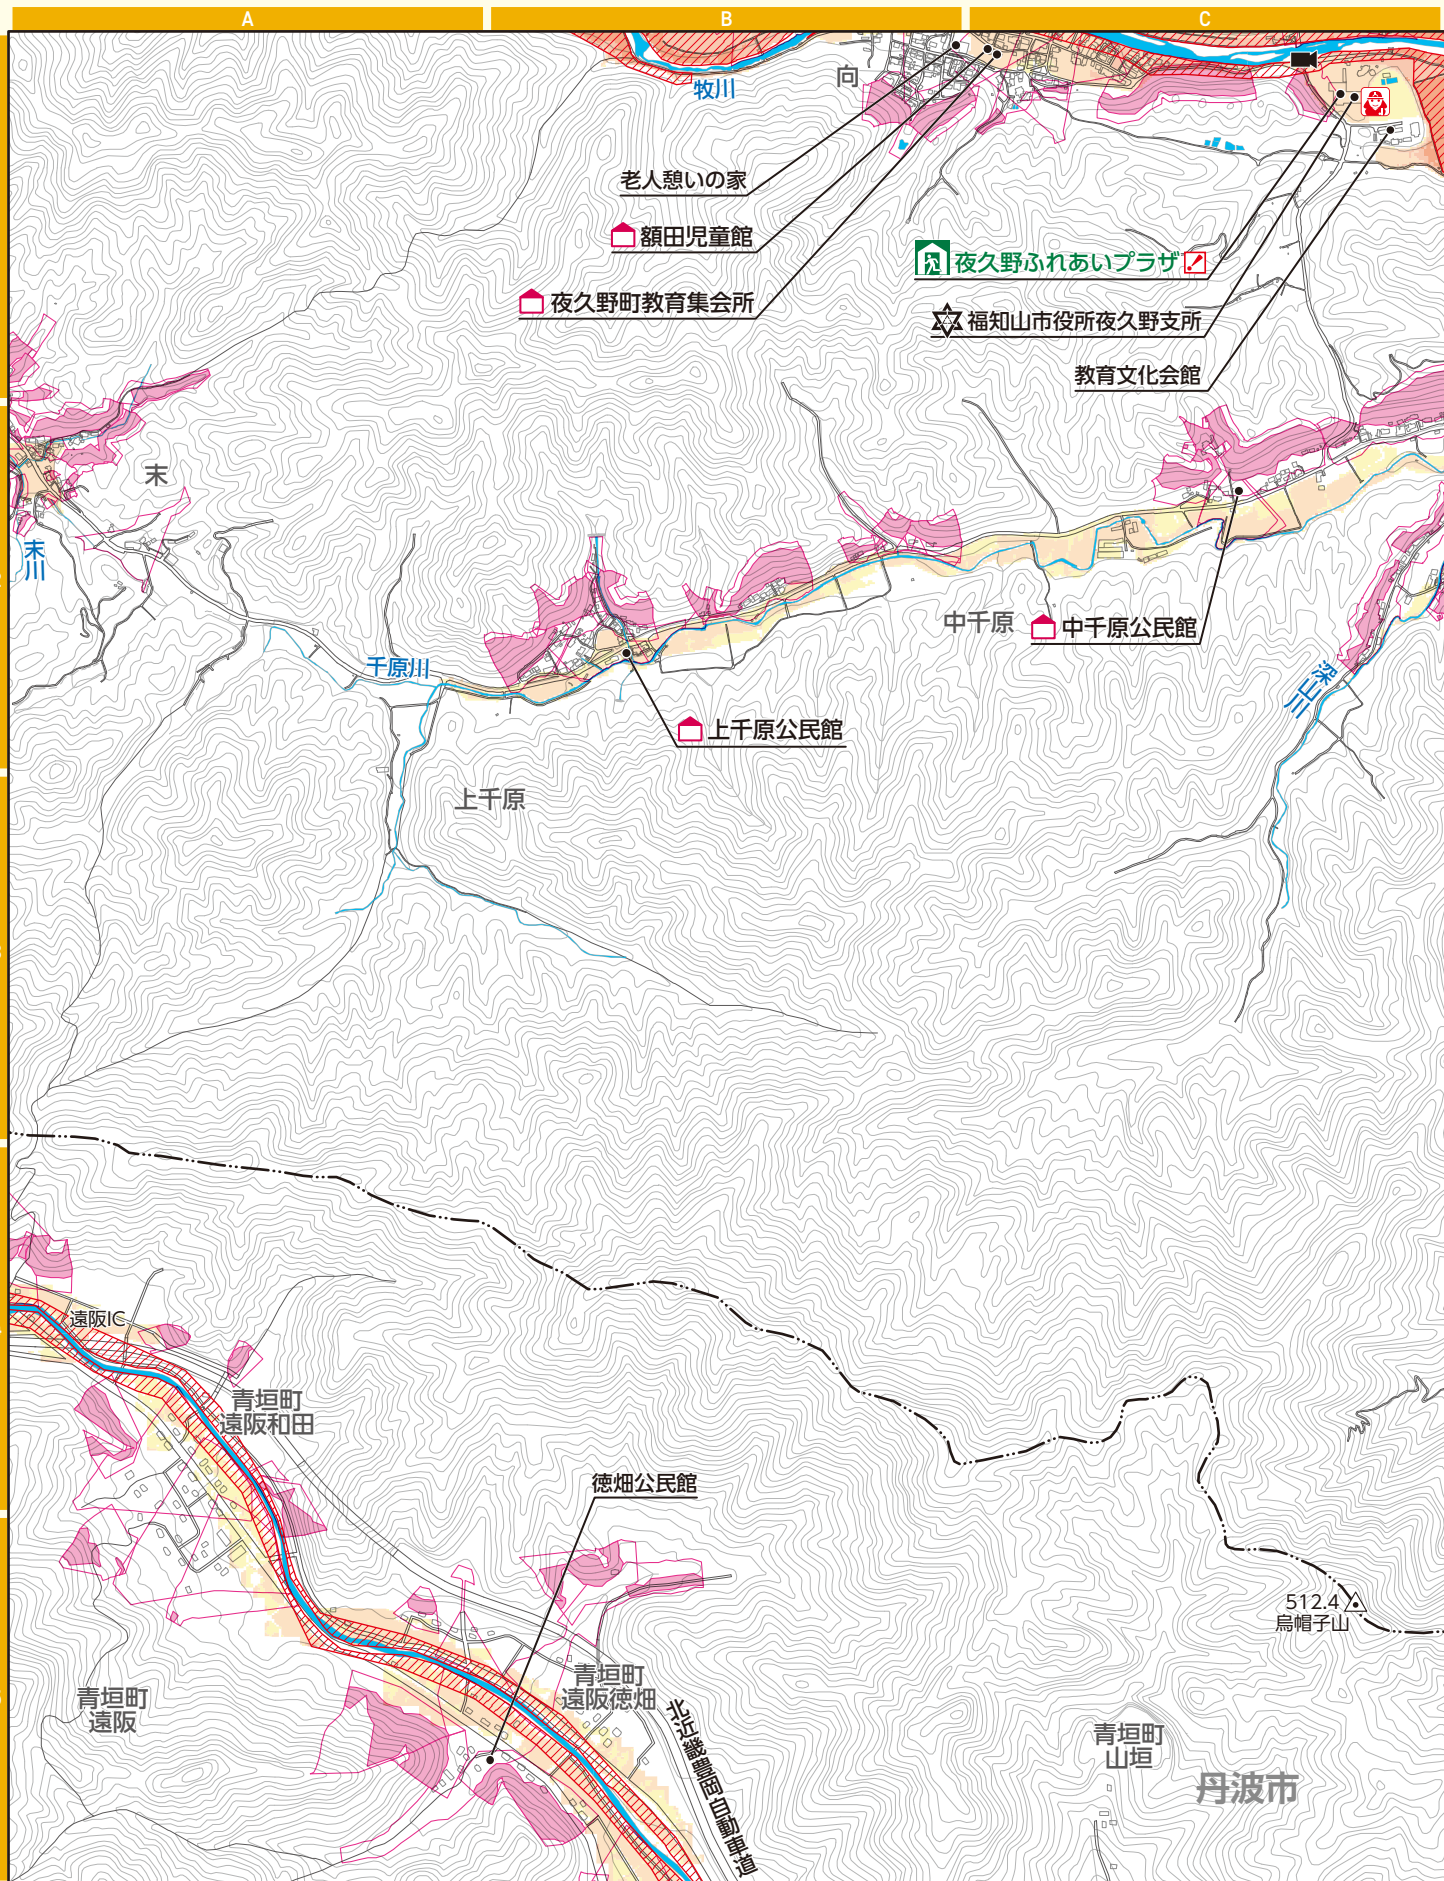 A
B
C
牧川
向
老人憩いの家
額田児童館
夜久野町教育集会所
夜久野ふれあいプラザ
福知山市役所夜久野支所
教育文化会館
末
末川
千原川
中千原
中千原公民館
深山川
上千原公民館
上千原
遠阪IC
青垣町
遠阪和田
徳畑公民館
512.4
烏帽子山
青垣町
遠阪
青垣町
遠阪徳畑
北近畿豊岡自動車道
青垣町
山垣
丹波市